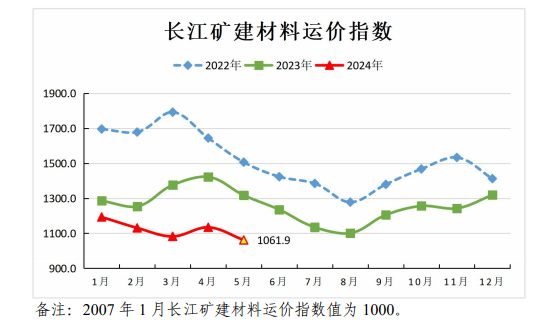 长江矿建材料运价指数
2022年 2023年 2024年
1900.0
1700.0
1500.0
1300.0
1100.0
900.0
1061.9
1月 2月 3月 4月 5月 6月 7月 8月 9月 10月 11月 12月
备注：2007年1月长江矿建材料运价指数值为1000。